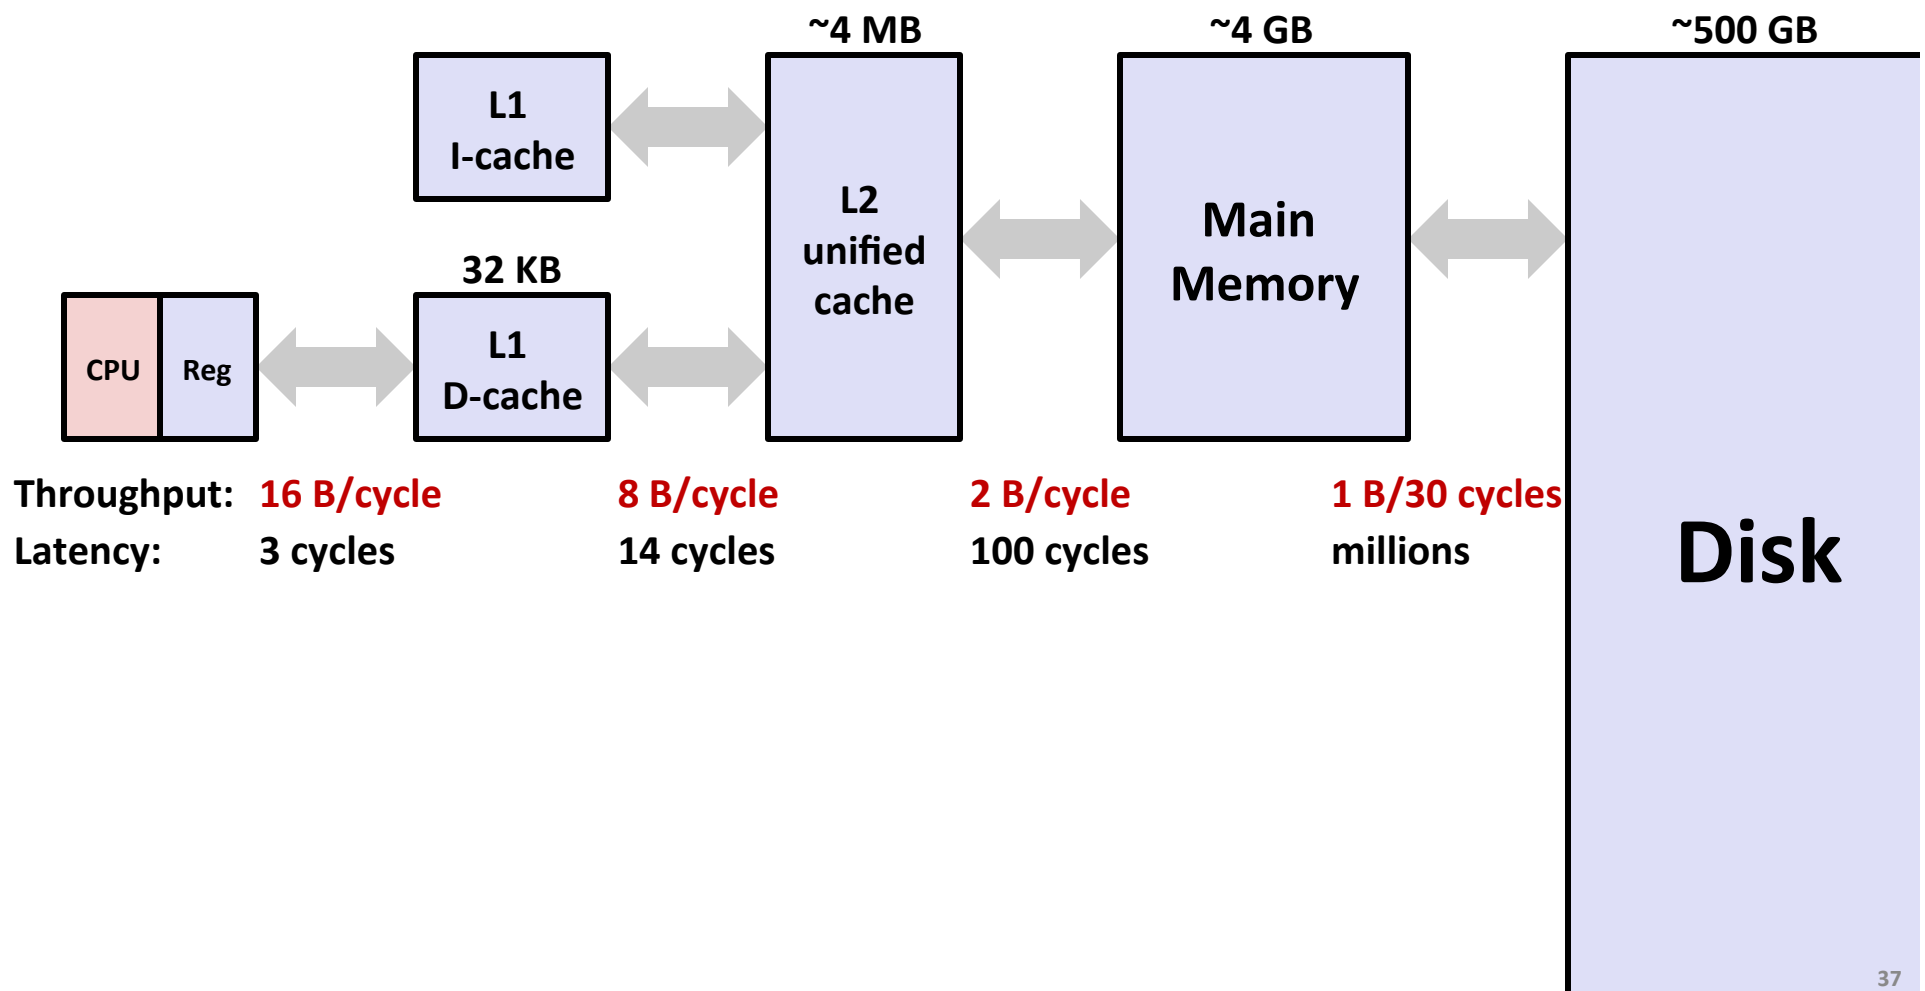 ~4 MB
~4 GB
~500 GB
L1
I-cache
32 KB
L1
D-cache
CPU
Reg
L2
unified
cache
Main
Memory
Disk
Throughput: 16 B/cycle 8 B/cycle 2 B/cycle 1 B/30 cycles
Latency: 3 cycles 14 cycles 100 cycles millions
37